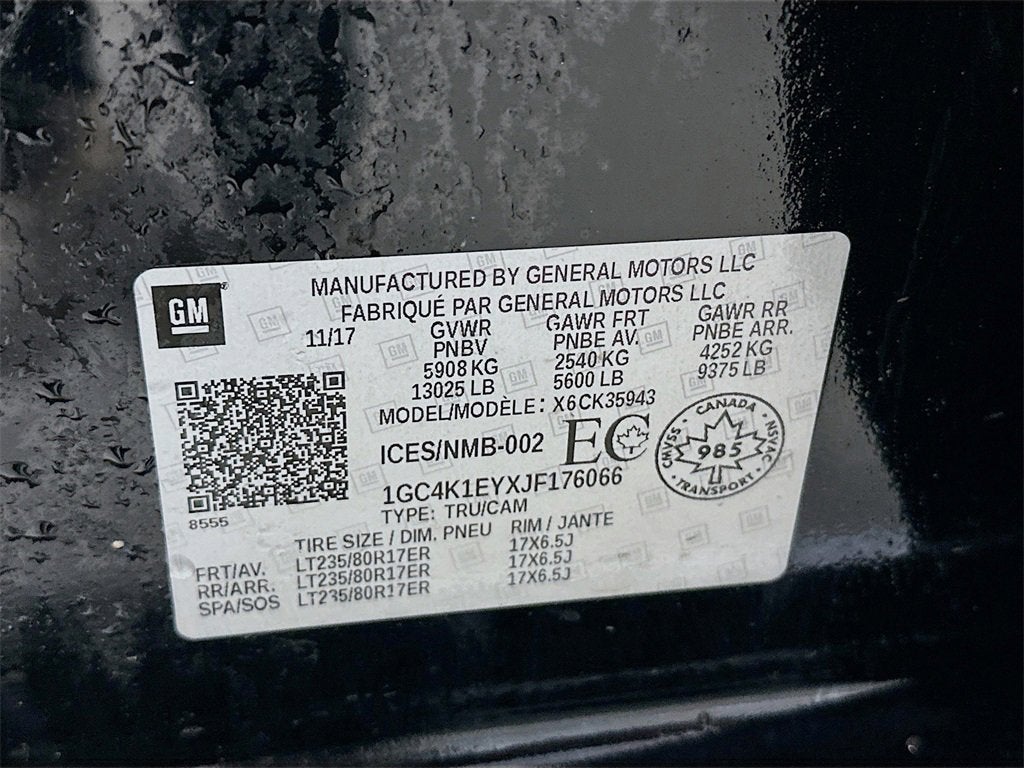 GM
MANUFACTURED BY GENERAL MOTORS LLC
FABRIQUÉ PAR GENERAL MOTORS LLC
11/17 GVWR GAWR FRT GAWR RR
PNBV PNBE AV. PNBE ARR.
5908 KG 2540 KG 4252 KG
13025 LB 5600 LB 9375 LB
MODEL/MODÈLE : X6CK35943
ICES/NMB-002 EC
CANADA
CMVSS 985 NSVAC
TRANSPORT
1GC4K1EYXJF176066
TYPE: TRU/CAM
8555
TIRE SIZE / DIM. PNEU RIM / JANTE
FRT/AV. LT235/80R17ER 17X6.5J
RR/ARR. LT235/80R17ER 17X6.5J
SPA/SOS LT235/80R17ER 17X6.5J